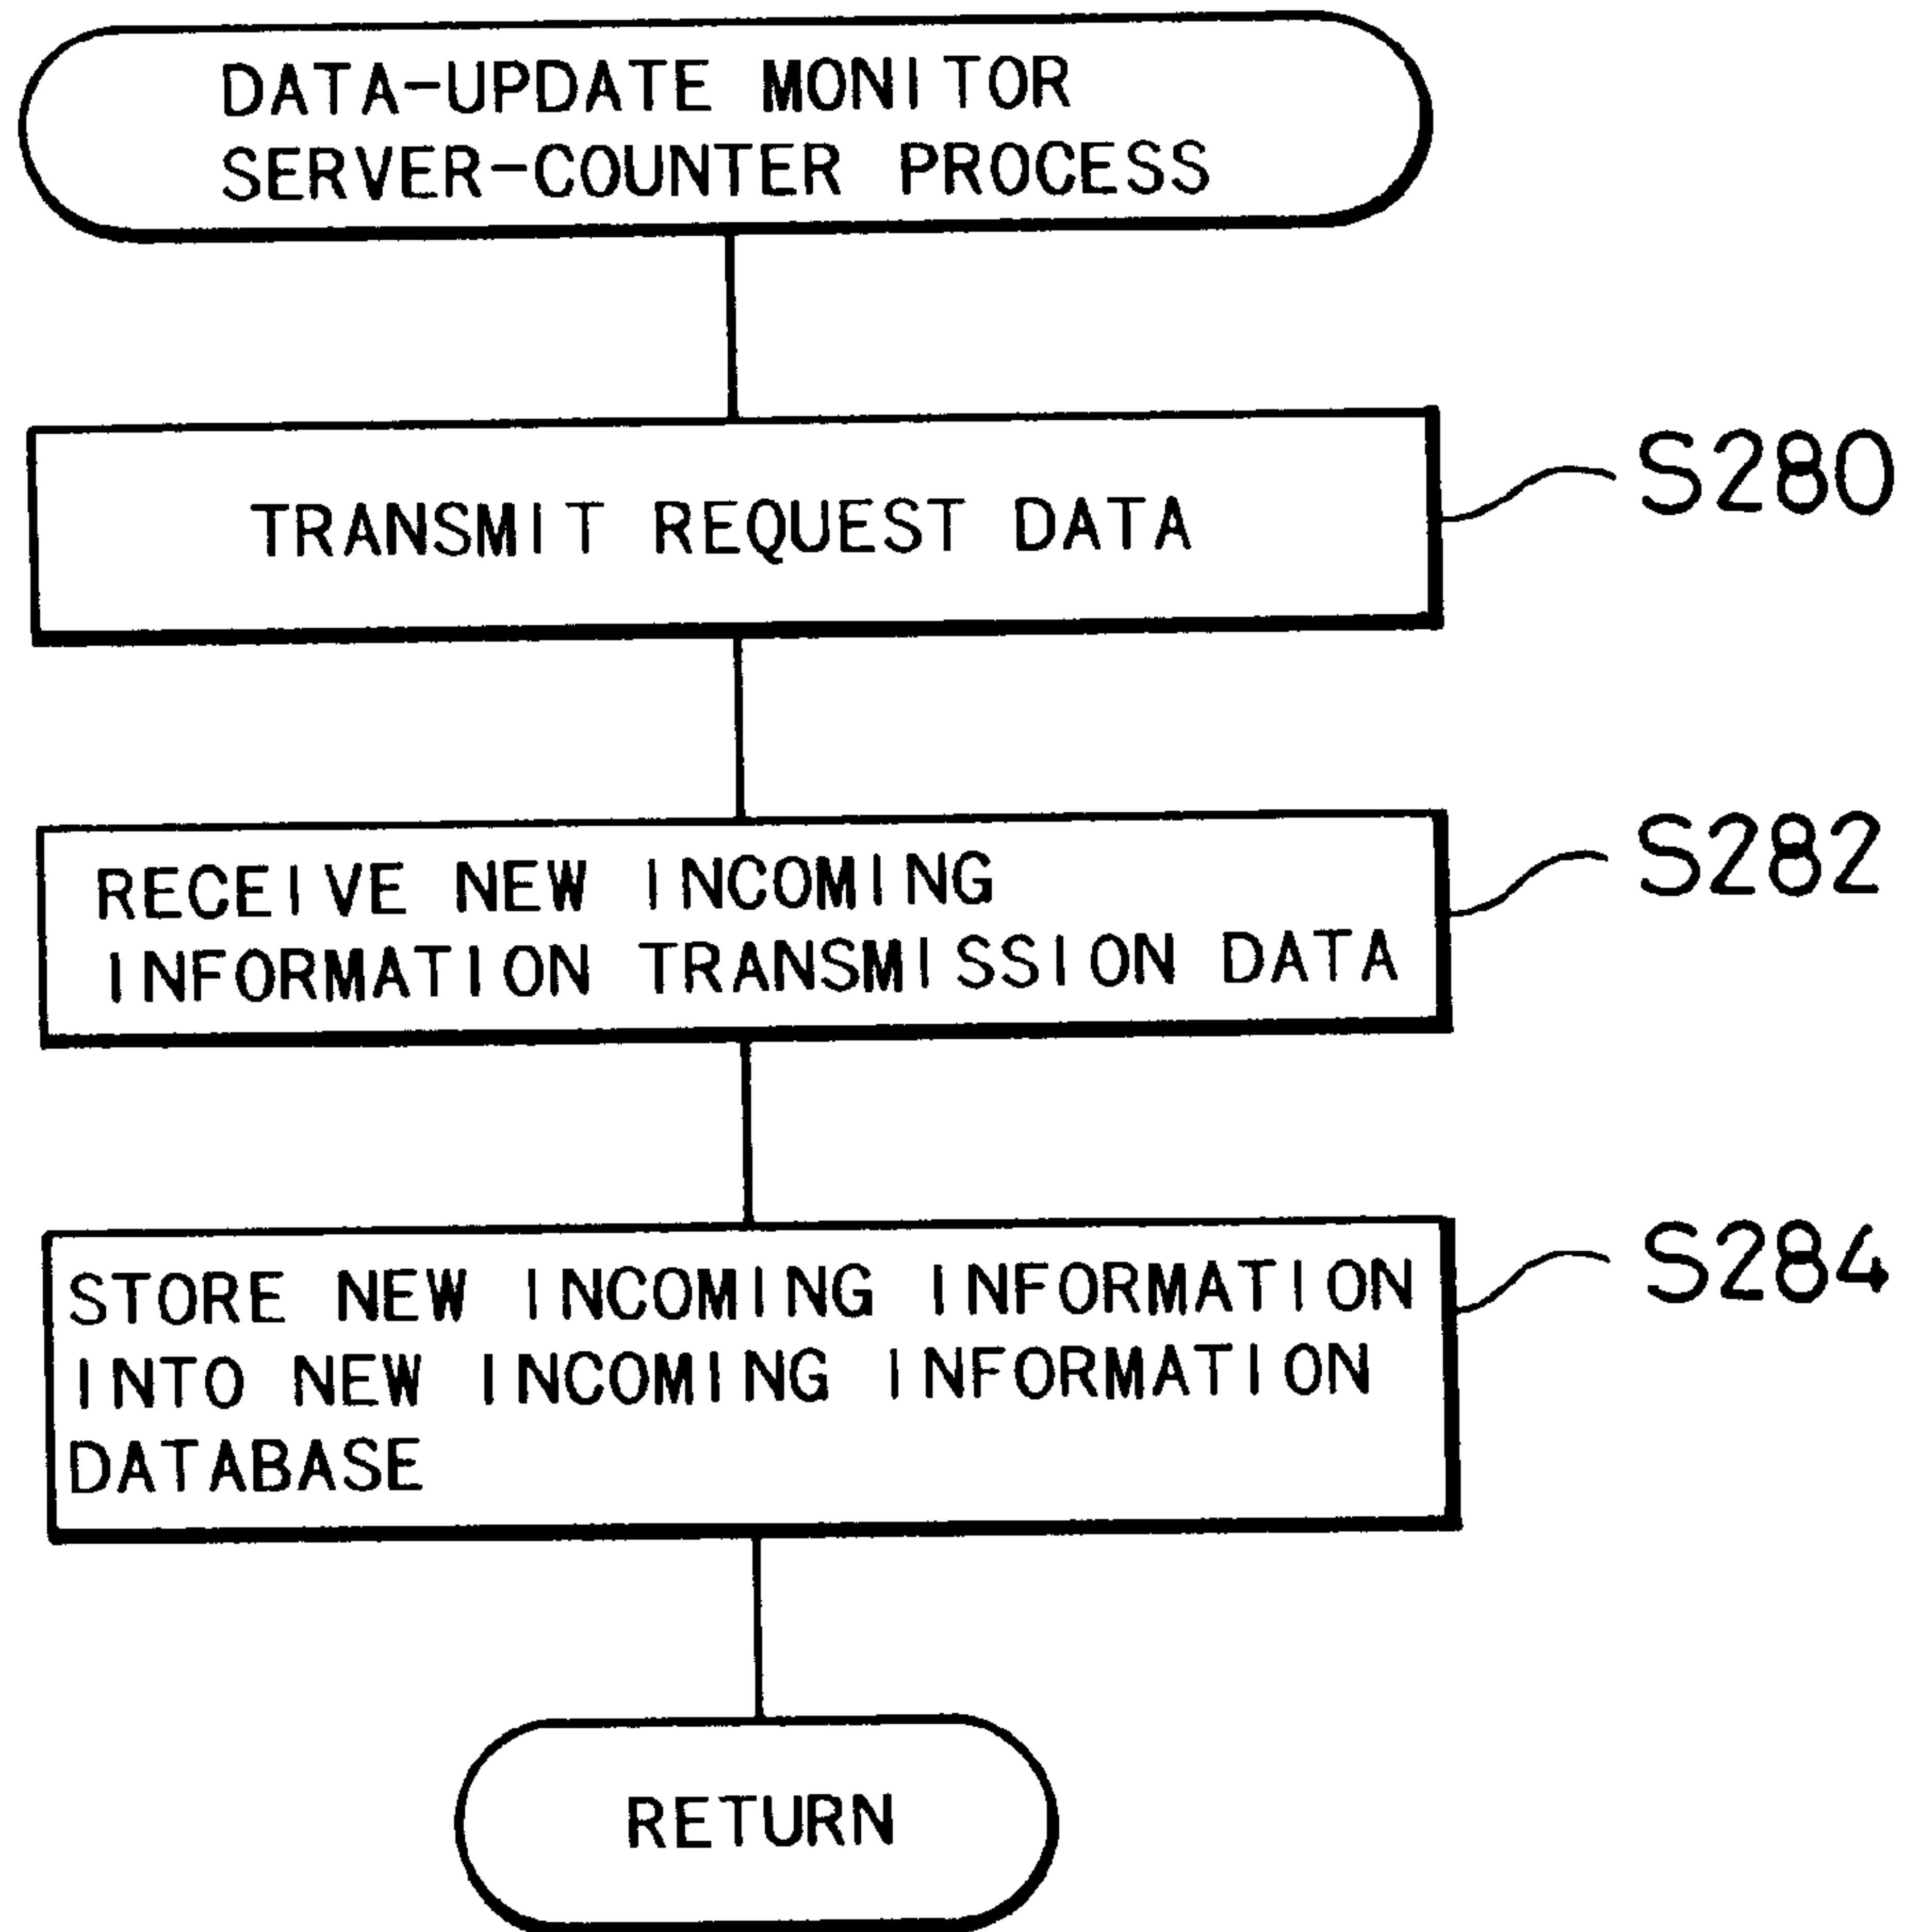 DATA-UPDATE MONITOR
SERVER-COUNTER PROCESS
TRANSMIT REQUEST DATA
S280
RECEIVE NEW INCOMING
INFORMATION TRANSMISSION DATA
S282
STORE NEW INCOMING INFORMATION
INTO NEW INCOMING INFORMATION
DATABASE
S284
RETURN